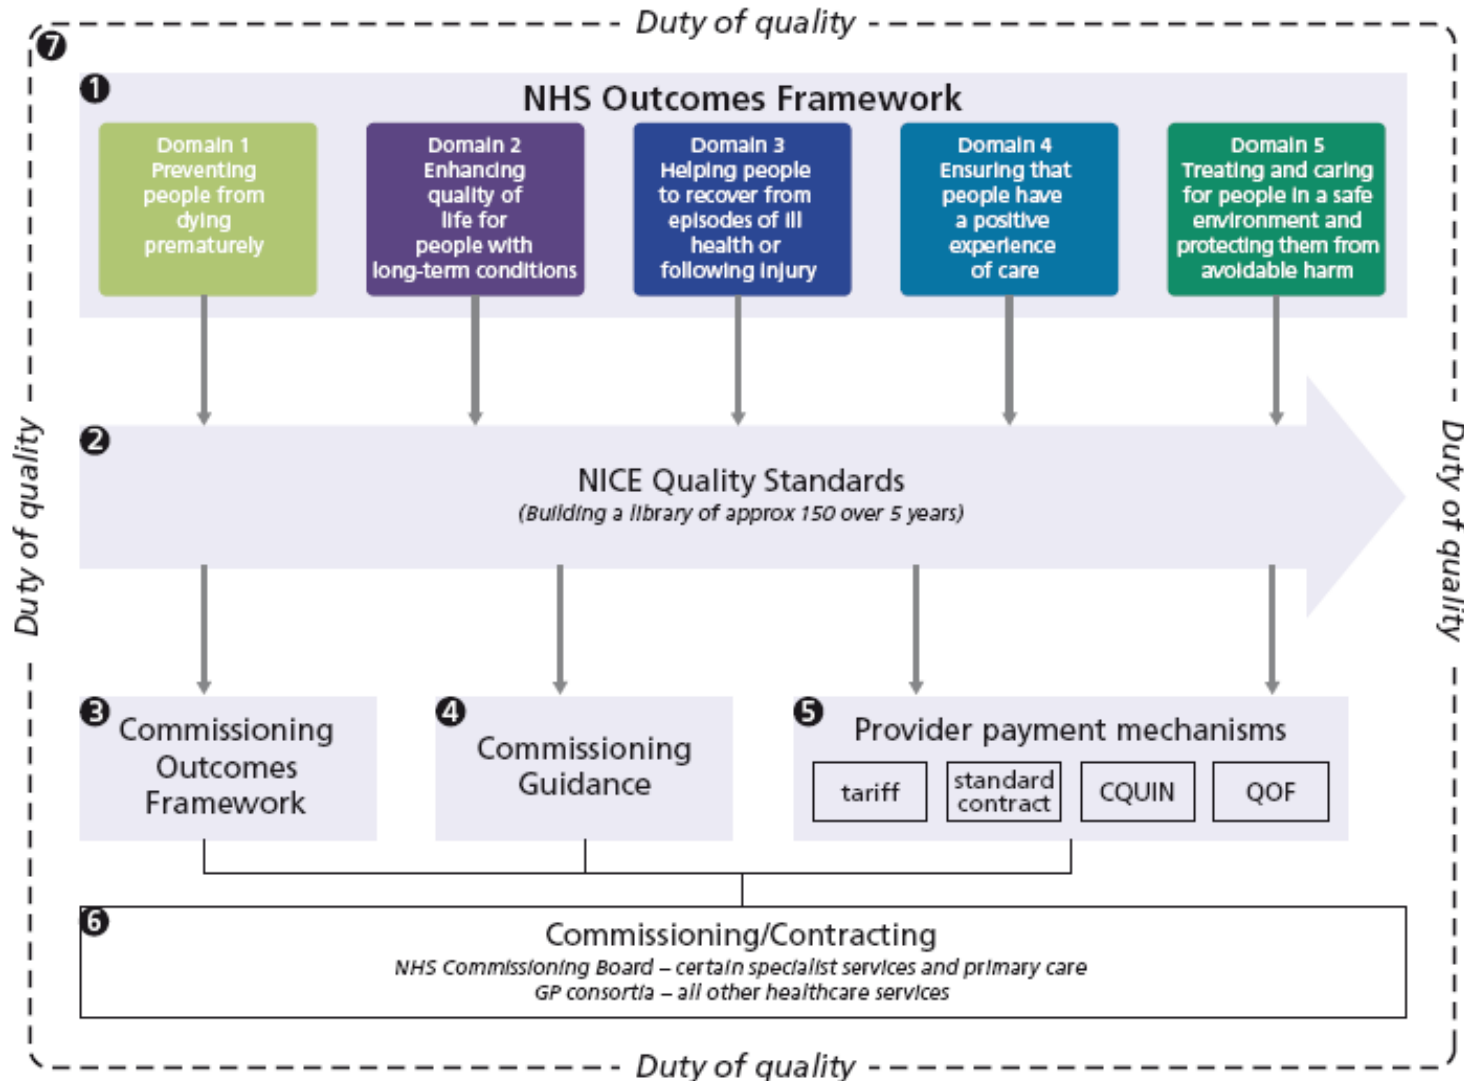 Duty of quality
7
1
NHS Outcomes Framework
Domain 1
Preventing
people from
dying
prematurely
Domain 2
Enhancing
quality of
life for
people with
long-term conditions
Domain 3
Helping people
to recover from
episodes of ill
health or
following injury
Domain 4
Ensuring that
people have
a positive
experience
of care
Domain 5
Treating and caring
for people in a safe
environment and
protecting them from
avoidable harm
Duty of quality
Duty of quality
2
NICE Quality Standards
(Building a library of approx 150 over 5 years)
3
Commissioning
Outcomes
Framework
4
Commissioning
Guidance
5
Provider payment mechanisms
tariff
standard
contract
CQUIN
QOF
6
Commissioning/Contracting
NHS Commissioning Board – certain specialist services and primary care
GP consortia – all other healthcare services
Duty of quality